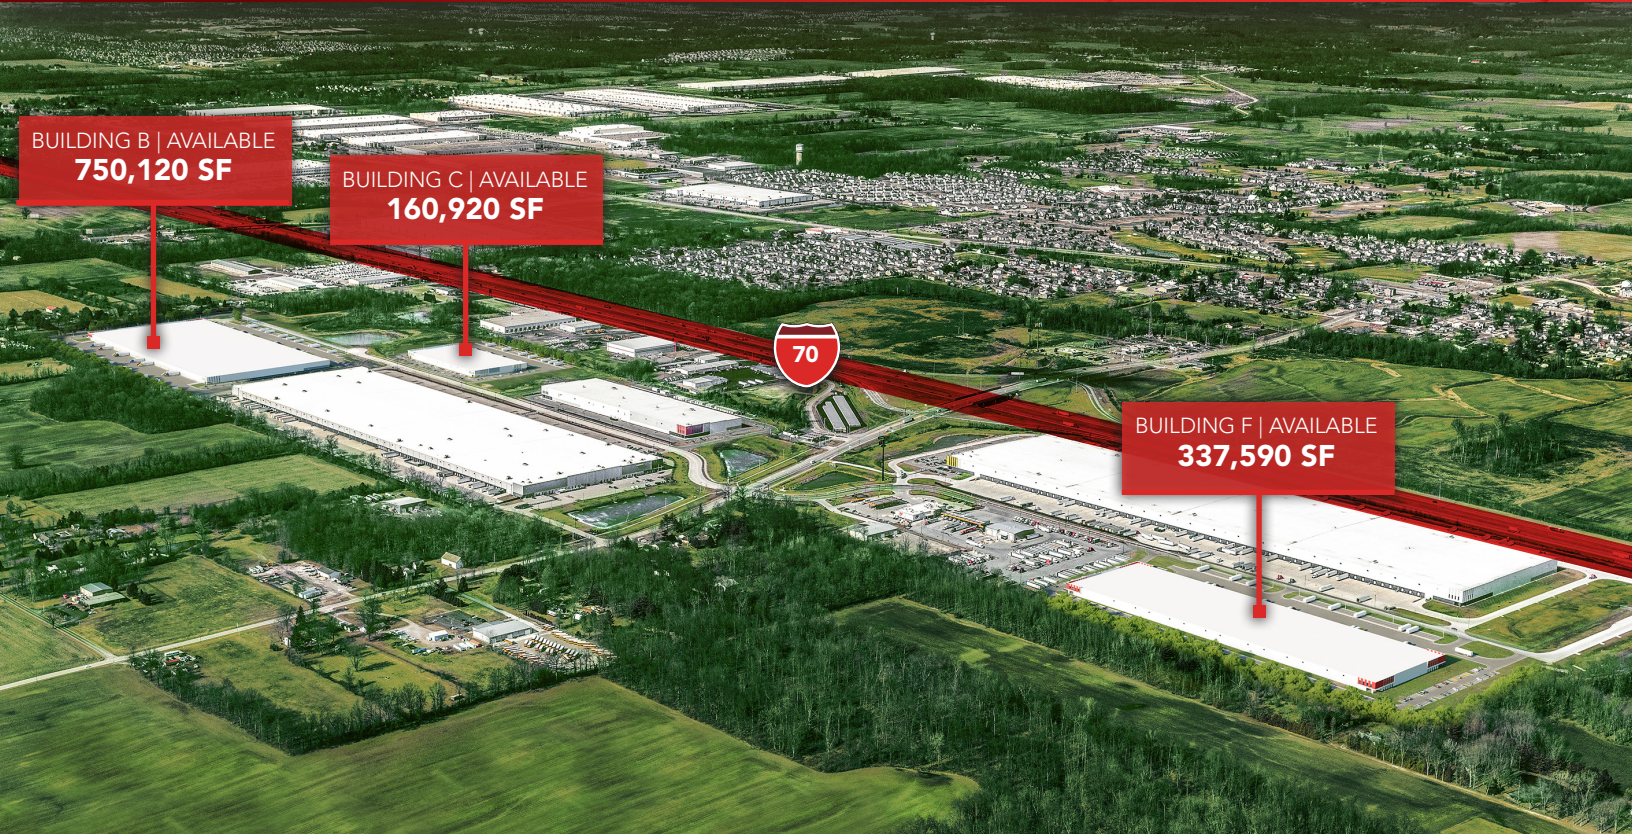 BUILDING B | AVAILABLE
750,120 SF
BUILDING C | AVAILABLE
160,920 SF
70
BUILDING F | AVAILABLE
337,590 SF